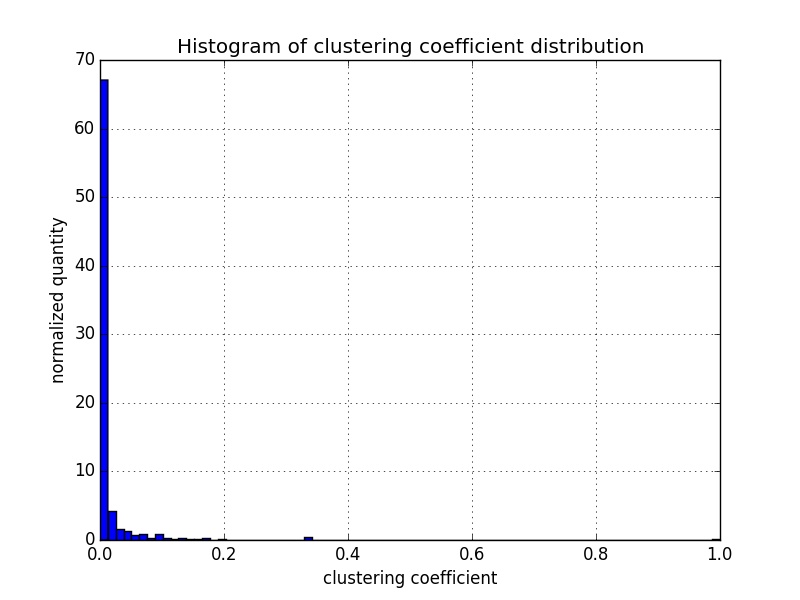 Histogram of clustering coefficient distribution
70
60
50
40
30
20
10
0
normalized quantity
0.0 0.2 0.4 0.6 0.8 1.0
clustering coefficient